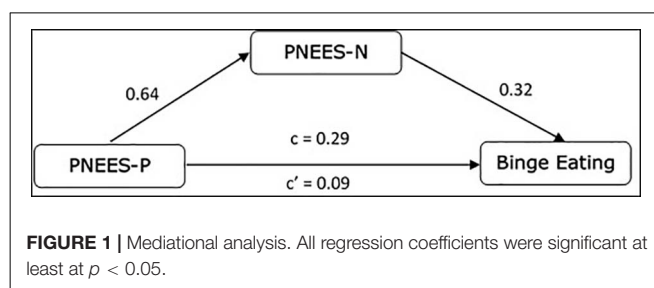 PNEES-N
0.64
0.32
c = 0.29
PNEES-P
Binge Eating
c' = 0.09
FIGURE 1 | Mediational analysis. All regression coefficients were significant at
least at p < 0.05.